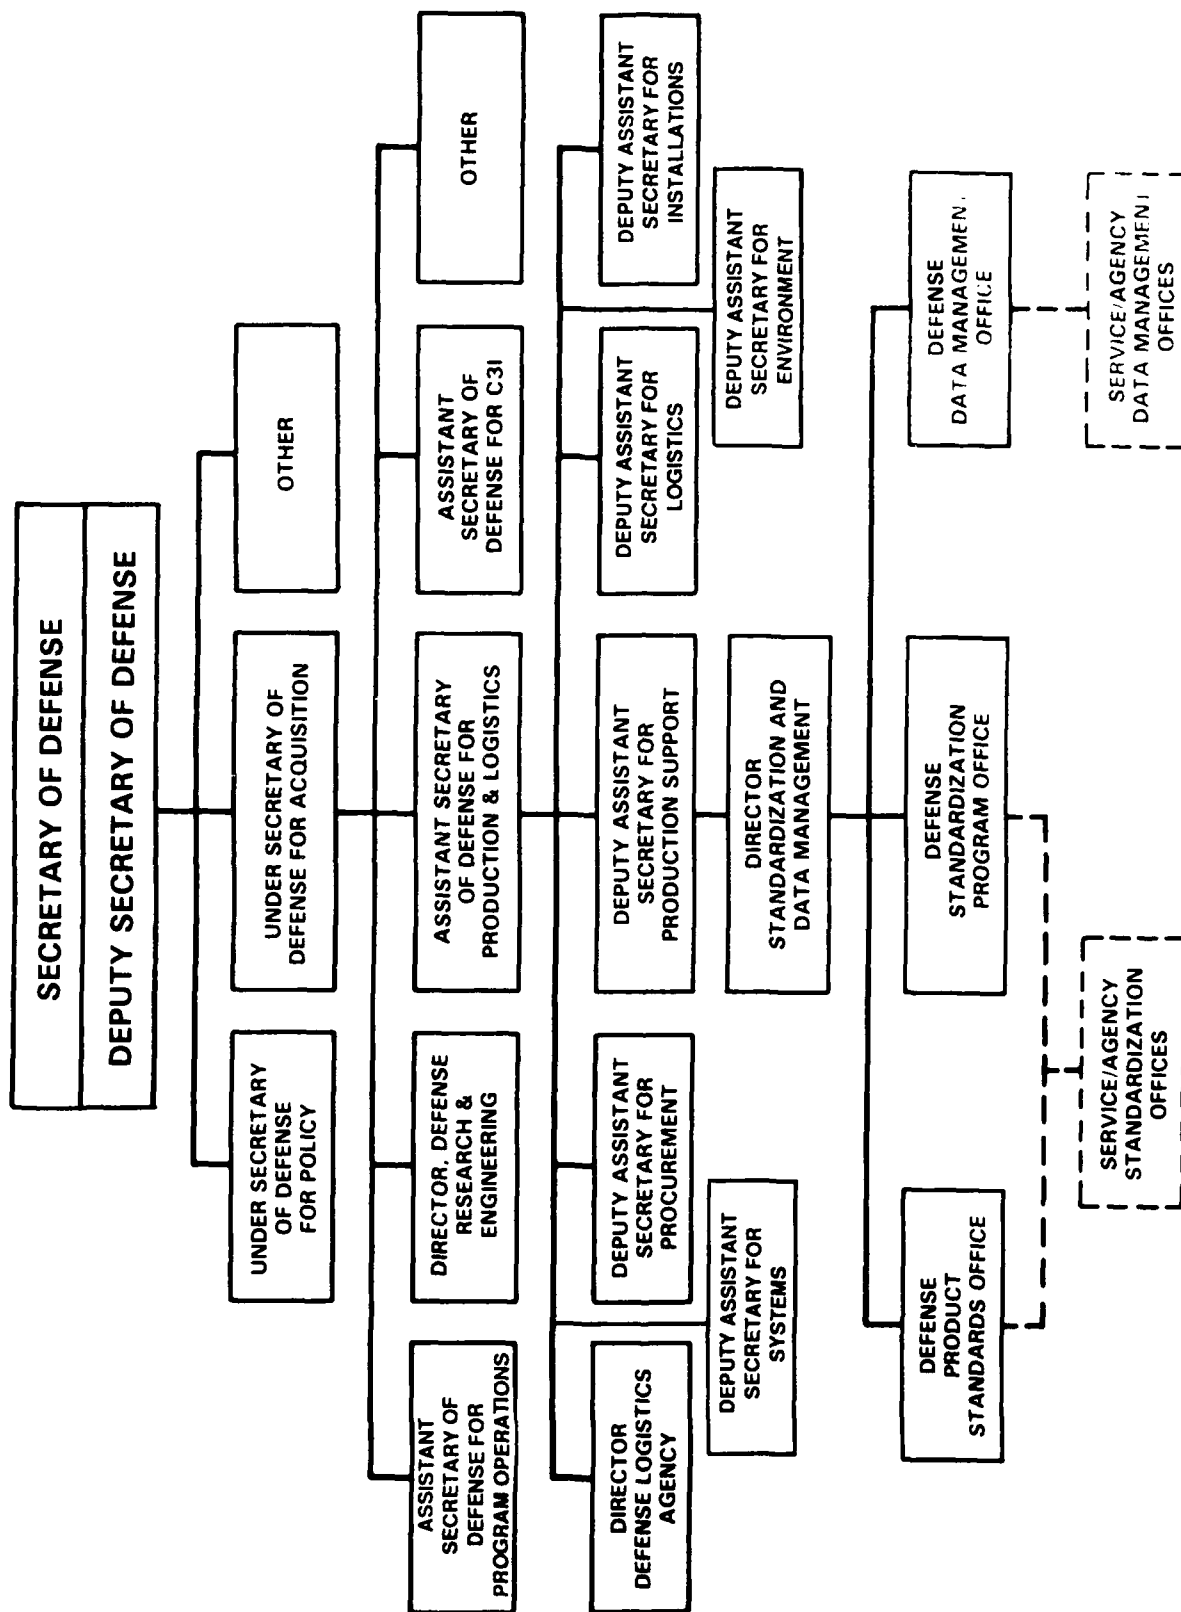 SECRETARY OF DEFENSE
DEPUTY SECRETARY OF DEFENSE
UNDER SECRETARY
OF DEFENSE
FOR POLICY
UNDER SECRETARY OF
DEFENSE FOR ACQUISITION
OTHER
ASSISTANT
SECRETARY OF
DEFENSE FOR
PROGRAM OPERATIONS
DIRECTOR, DEFENSE
RESEARCH &
ENGINEERING
ASSISTANT SECRETARY
OF DEFENSE FOR
PRODUCTION & LOGISTICS
ASSISTANT
SECRETARY OF
DEFENSE FOR C3I
OTHER
DIRECTOR
DEFENSE LOGISTICS
AGENCY
DEPUTY ASSISTANT
SECRETARY FOR
PROCUREMENT
DEPUTY ASSISTANT
SECRETARY FOR
PRODUCTION SUPPORT
DEPUTY ASSISTANT
SECRETARY FOR
LOGISTICS
DEPUTY ASSISTANT
SECRETARY FOR
INSTALLATIONS
DEPUTY ASSISTANT
SECRETARY FOR
SYSTEMS
DIRECTOR
STANDARDIZATION AND
DATA MANAGEMENT
DEPUTY ASSISTANT
SECRETARY FOR
ENVIRONMENT
DEFENSE
PRODUCT
STANDARDS OFFICE
DEFENSE
STANDARDIZATION
PROGRAM OFFICE
DEFENSE
DATA MANAGEMENT
OFFICE
SERVICE/AGENCY
STANDARDIZATION
OFFICES
SERVICE/AGENCY
DATA MANAGEMENT
OFFICES